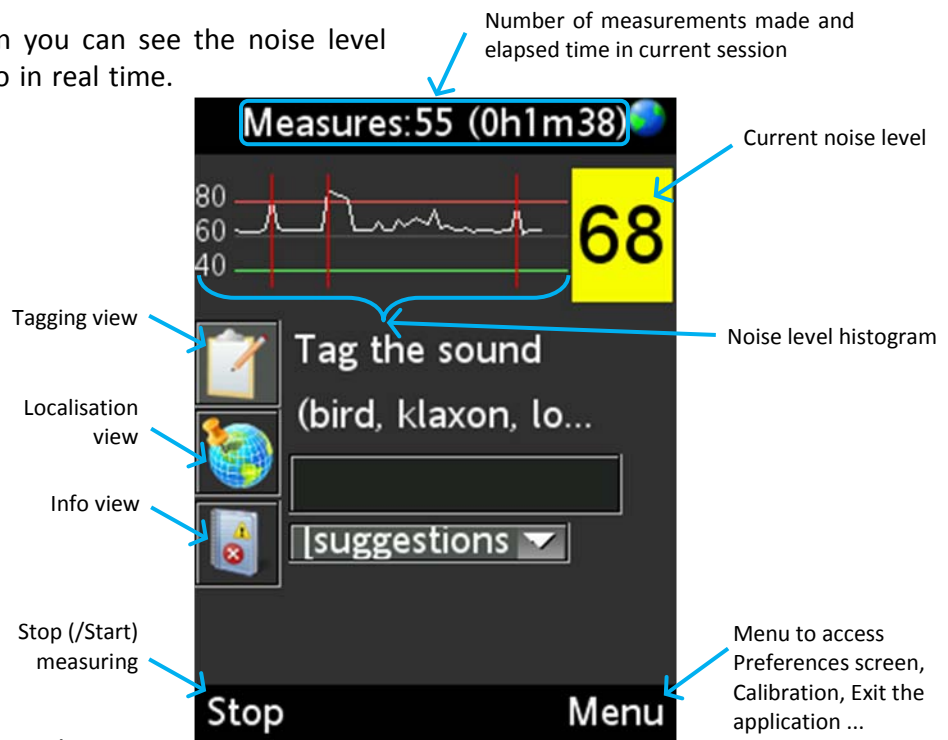 Number of measurements made and
elapsed time in current session
you can see the noise level
in real time.
Measures:55 (0h1m38)
Current noise level
80
60
40
68
Noise level histogram
Tagging view
Tag the sound
(bird, klaxon, lo...
Localisation
view
Info view
[suggestions
Stop (/Start)
measuring
Menu to access
Preferences screen,
Calibration, Exit the
application ...
Stop
Menu